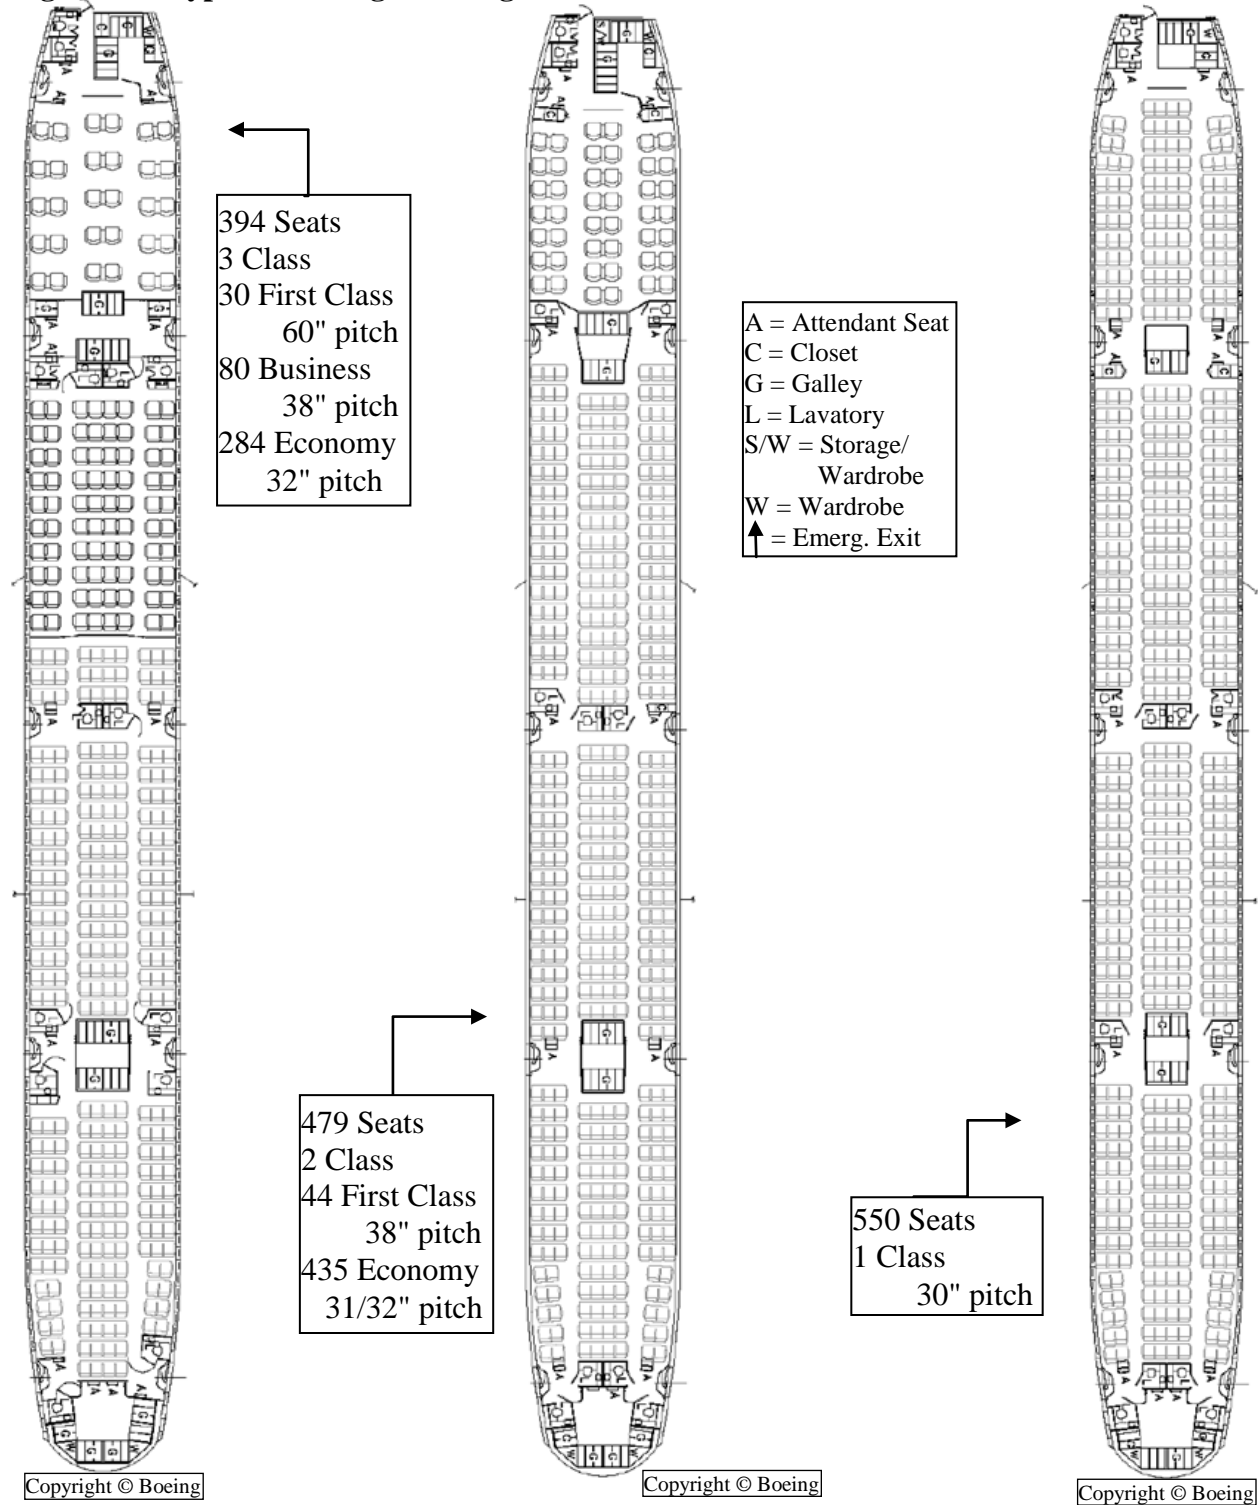 394 Seats
3 Class
30 First Class
60" pitch
80 Business
38" pitch
284 Economy
32" pitch
A = Attendant Seat
C = Closet
G = Galley
L = Lavatory
S/W = Storage/
Wardrobe
W = Wardrobe
= Emerg. Exit
479 Seats
2 Class
44 First Class
38" pitch
435 Economy
31/32" pitch
550 Seats
1 Class
30" pitch
Copyright © Boeing
Copyright © Boeing
Copyright © Boeing